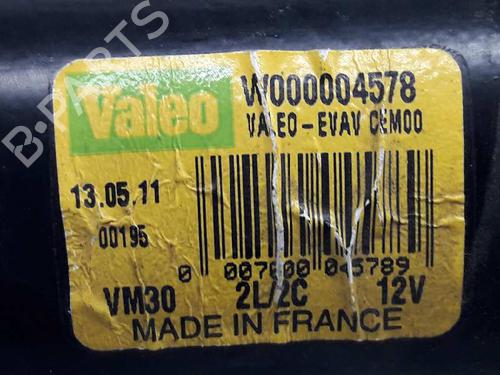 B-PARTS
Valeo
W000004578
VALEO-EVAV CEM00
13.05.11
00195
0 007000 045789
VM30 2L/2C 12V
MADE IN FRANCE